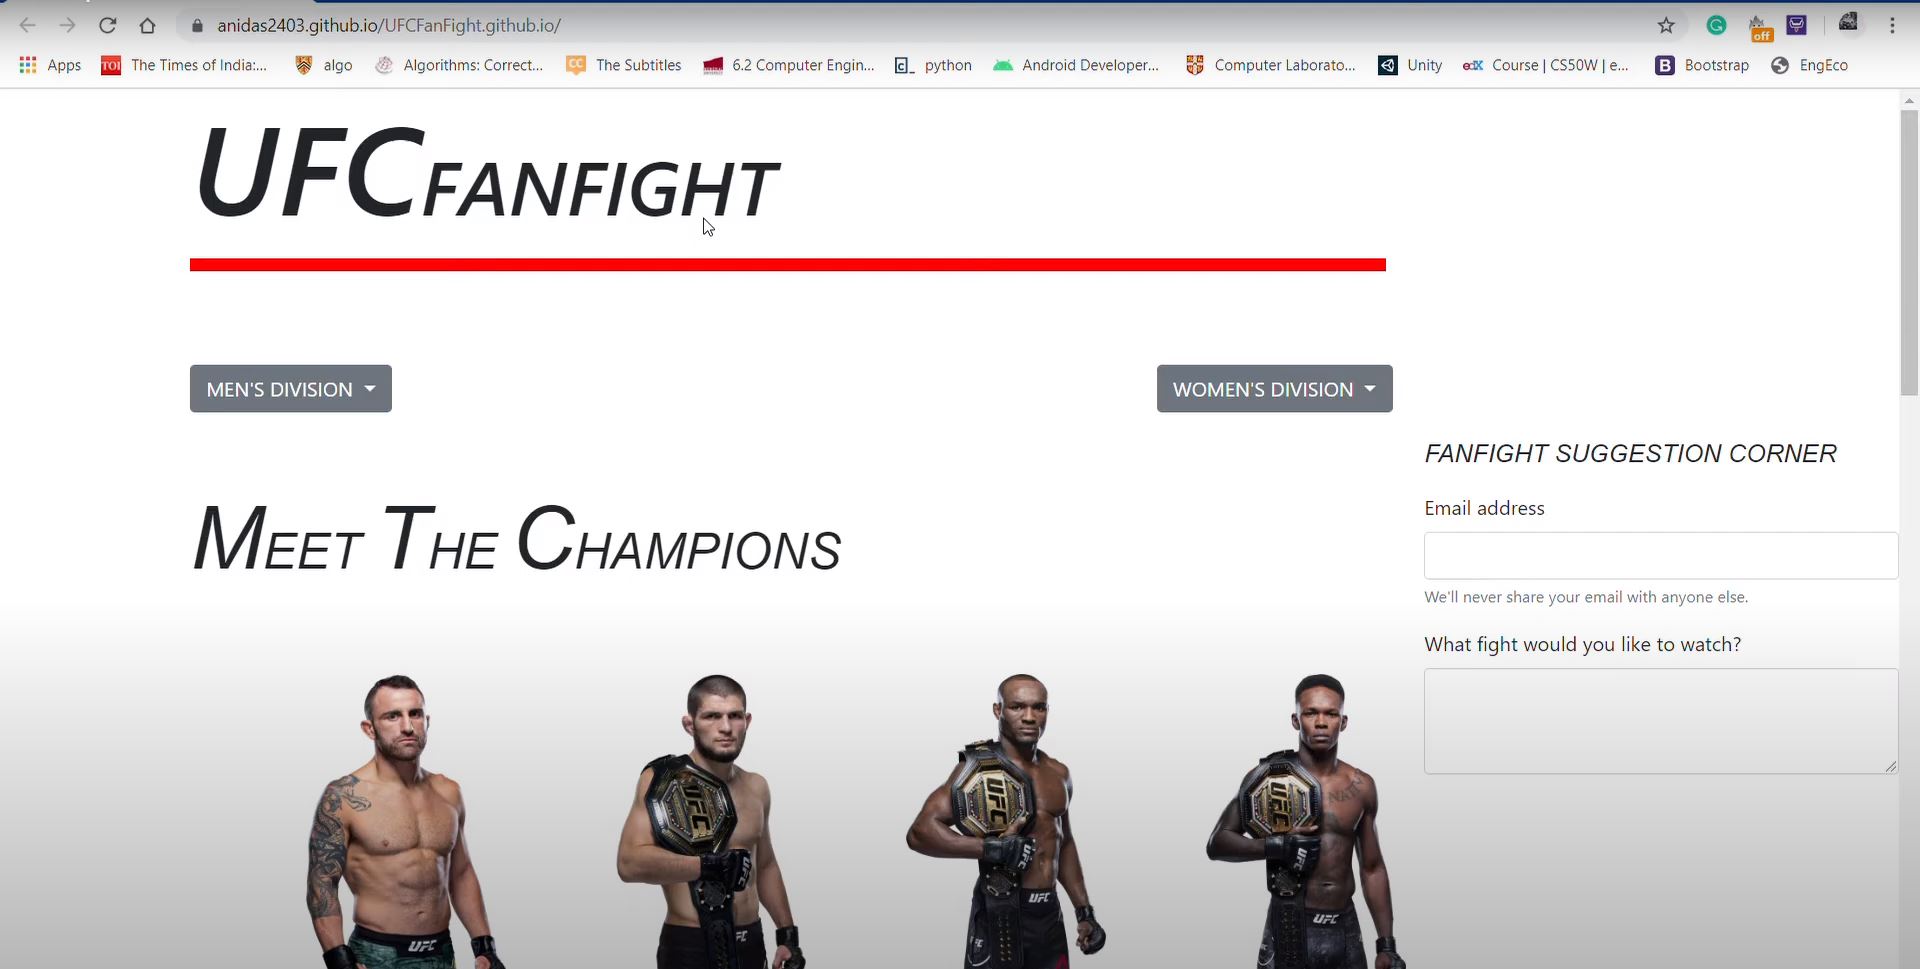 anidas2403.github.io/UFCFanFight.github.io/
off
Apps TOI The Times of India:... algo Algorithms: Correct... CC The Subtitles 6.2 Computer Engin... python Android Developer... Computer Laborato... Unity edX Course | CS50W | e... B Bootstrap EngEco
UFCFANFIGHT
MEN'S DIVISION WOMEN'S DIVISION
FANFIGHT SUGGESTION CORNER
Email address
MEET THE CHAMPIONS
We'll never share your email with anyone else.
What fight would you like to watch?
UFC
UFC
UFC
UFC
UFC
UFC
UFC